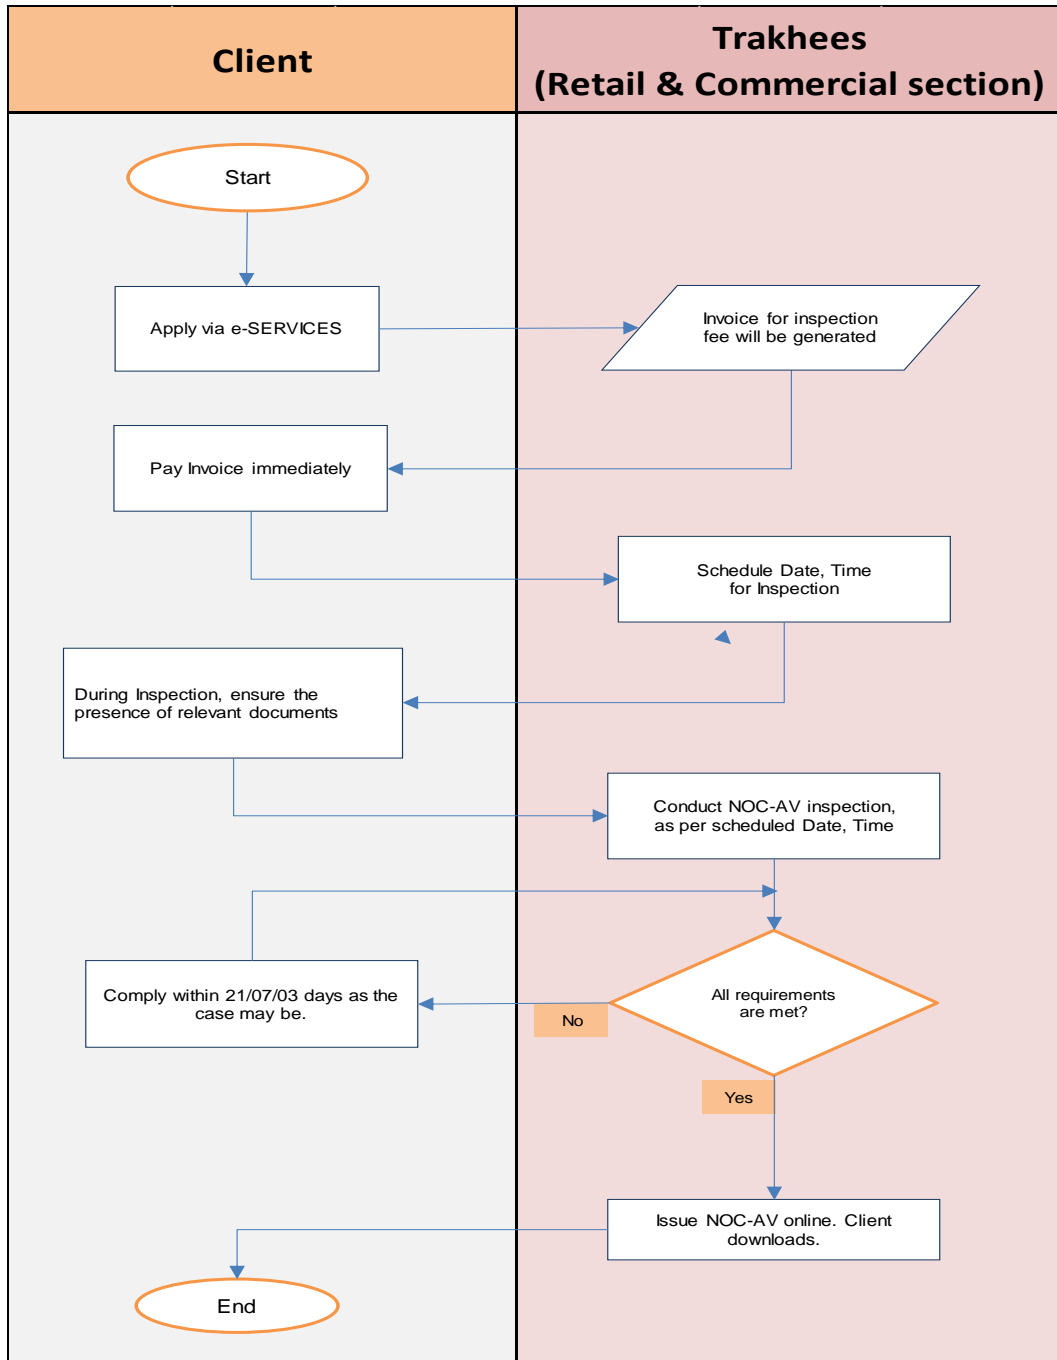 Client
Trakhees
(Retail & Commercial section)
Start
Apply via e-SERVICES
Invoice for inspection
fee will be generated
Pay Invoice immediately
Schedule Date, Time
for Inspection
During Inspection, ensure the
presence of relevant documents
Conduct NOC-AV inspection,
as per scheduled Date, Time
Comply within 21/07/03 days as the
case may be.
All requirements
are met?
No
Yes
Issue NOC-AV online. Client
downloads.
End